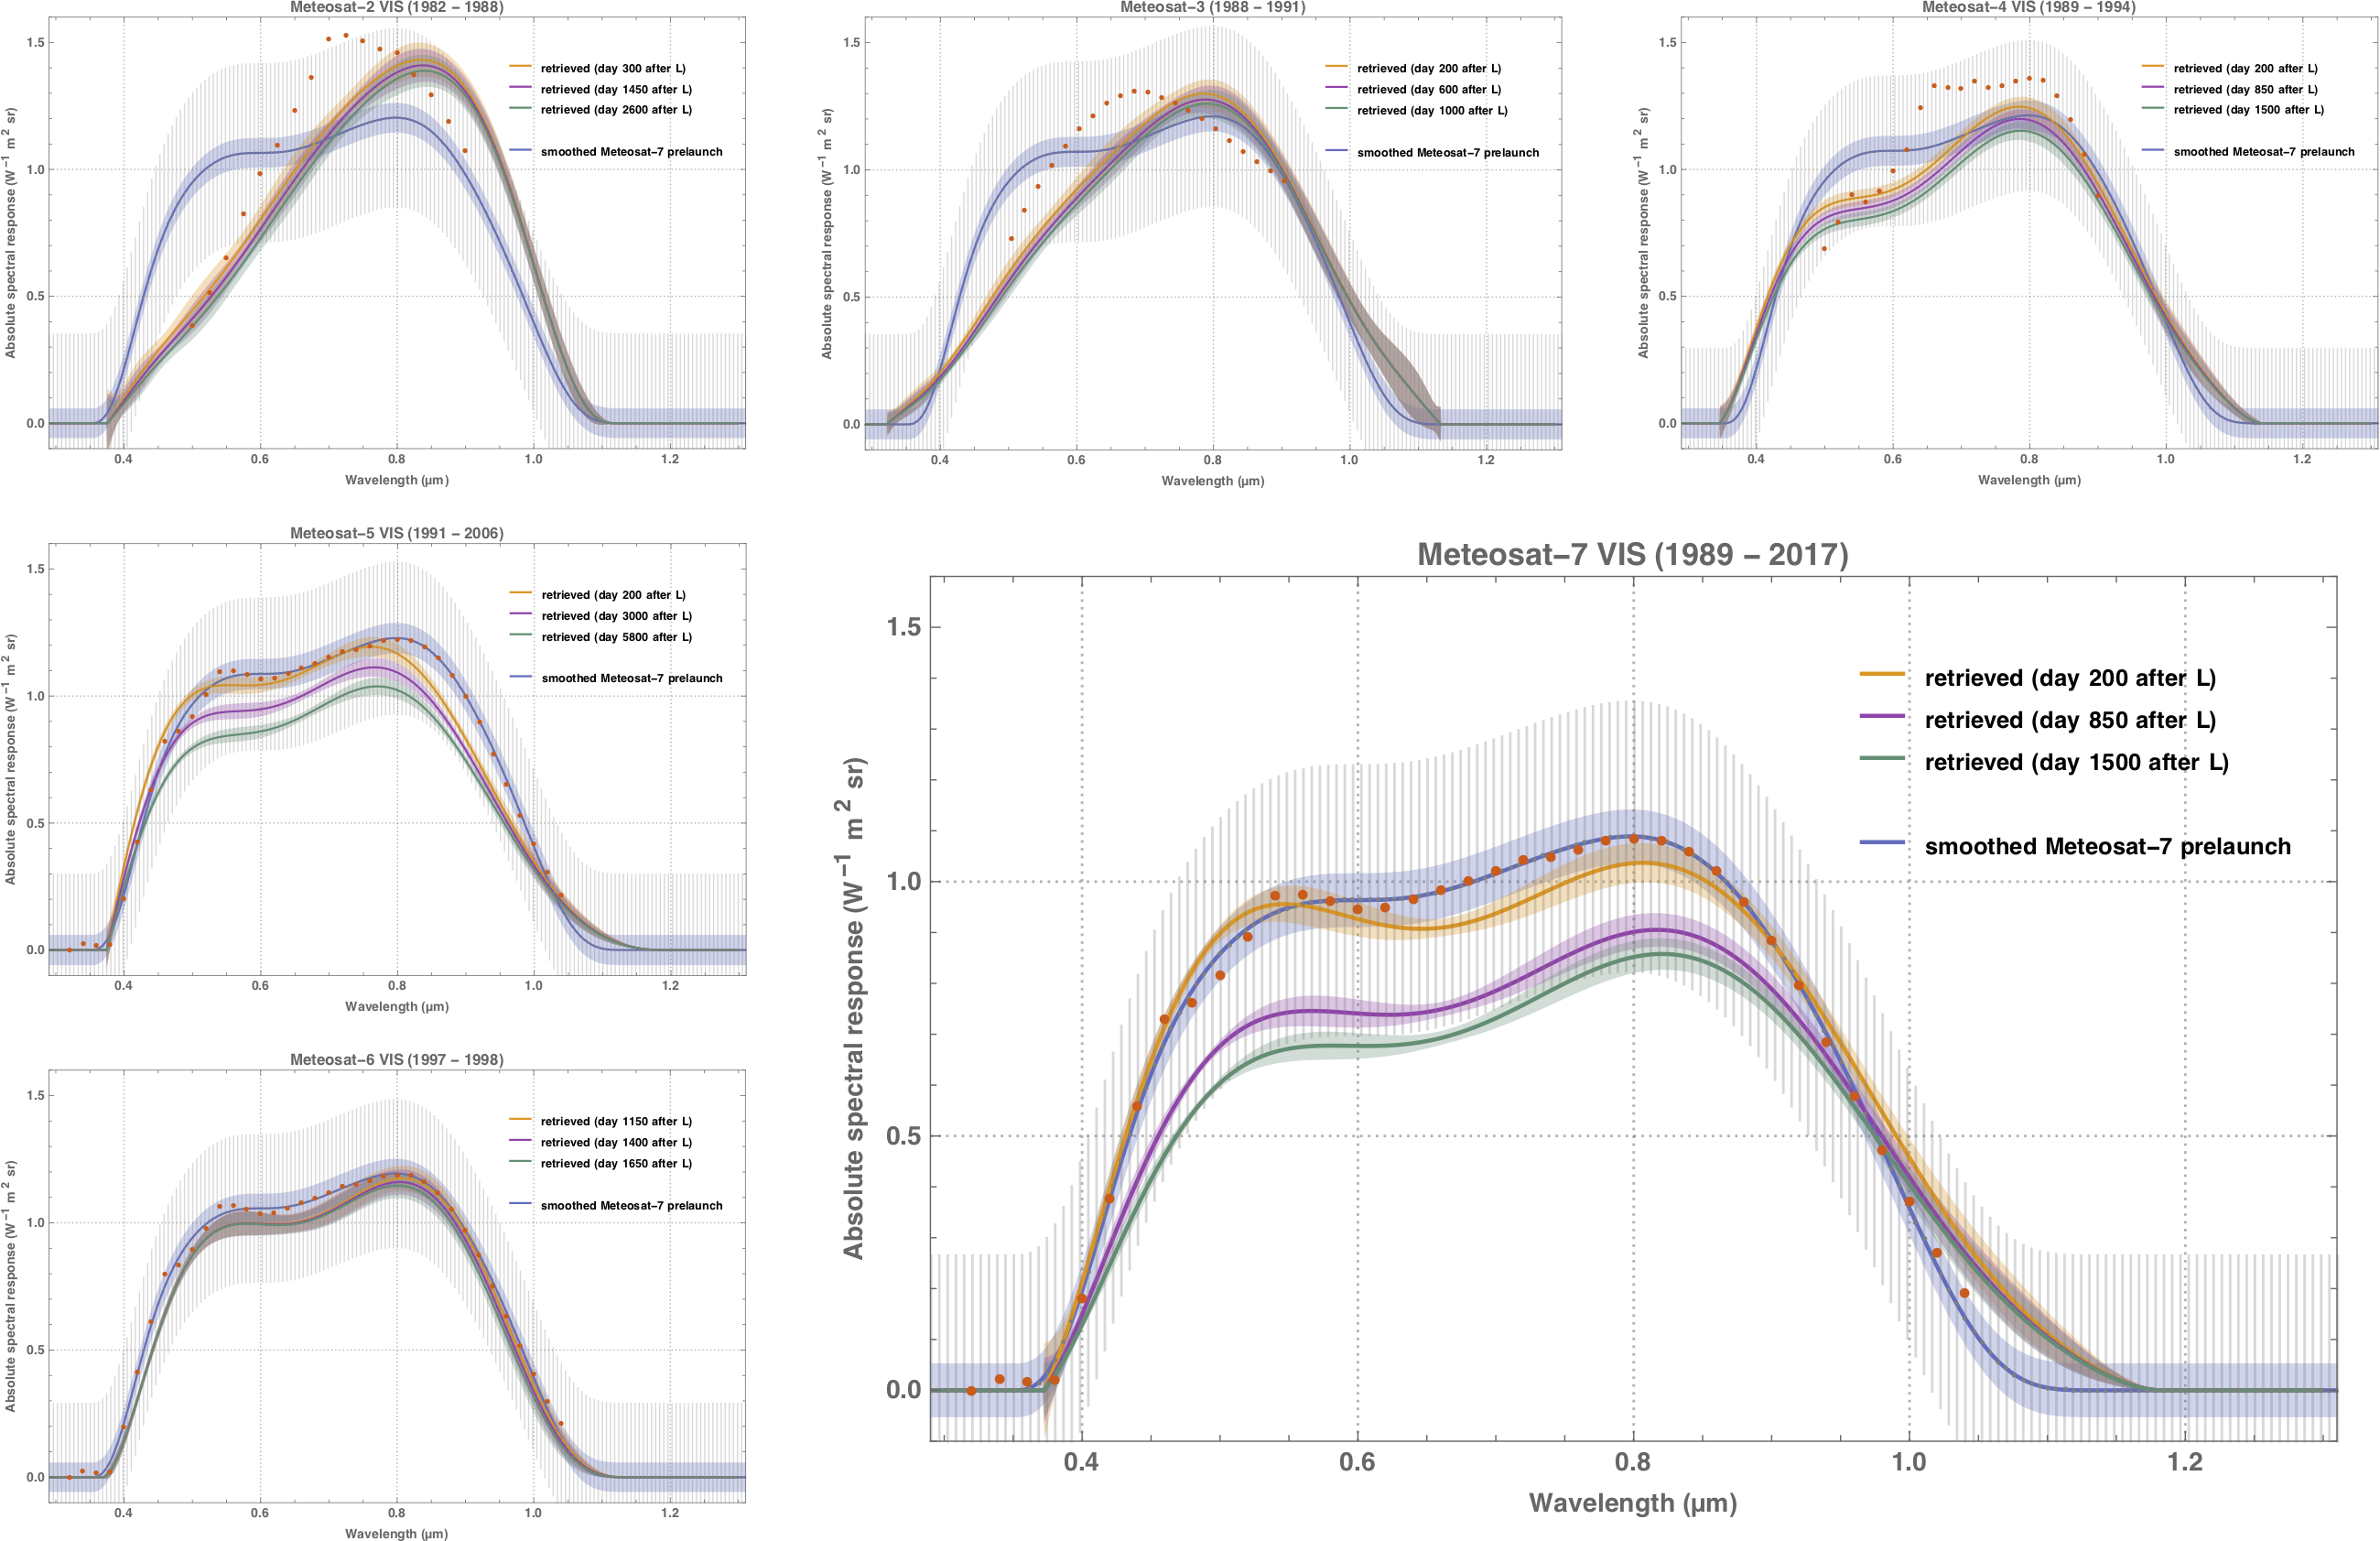 Meteosat−2 VIS (1982 − 1988)
1.5
1.0
0.5
0.0
Absolute spectral response (W⁻¹ m² sr)
retrieved (day 300 after L)
retrieved (day 1450 after L)
retrieved (day 2600 after L)
smoothed Meteosat−7 prelaunch
0.4 0.6 0.8 1.0 1.2
Wavelength (µm)
Meteosat−3 (1988 − 1991)
1.5
1.0
0.5
0.0
Absolute spectral response (W⁻¹ m² sr)
retrieved (day 200 after L)
retrieved (day 600 after L)
retrieved (day 1000 after L)
smoothed Meteosat−7 prelaunch
0.4 0.6 0.8 1.0 1.2
Wavelength (µm)
Meteosat−4 VIS (1989 − 1994)
1.5
1.0
0.5
0.0
Absolute spectral response (W⁻¹ m² sr)
retrieved (day 200 after L)
retrieved (day 850 after L)
retrieved (day 1500 after L)
smoothed Meteosat−7 prelaunch
0.4 0.6 0.8 1.0 1.2
Wavelength (µm)
Meteosat−5 VIS (1991 − 2006)
1.5
1.0
0.5
0.0
Absolute spectral response (W⁻¹ m² sr)
retrieved (day 200 after L)
retrieved (day 3000 after L)
retrieved (day 5800 after L)
smoothed Meteosat−7 prelaunch
0.4 0.6 0.8 1.0 1.2
Wavelength (µm)
Meteosat−6 VIS (1997 − 1998)
1.5
1.0
0.5
0.0
Absolute spectral response (W⁻¹ m² sr)
retrieved (day 1150 after L)
retrieved (day 1400 after L)
retrieved (day 1650 after L)
smoothed Meteosat−7 prelaunch
0.4 0.6 0.8 1.0 1.2
Wavelength (µm)
Meteosat−7 VIS (1989 − 2017)
1.5
1.0
0.5
0.0
Absolute spectral response (W⁻¹ m² sr)
retrieved (day 200 after L)
retrieved (day 850 after L)
retrieved (day 1500 after L)
smoothed Meteosat−7 prelaunch
0.4 0.6 0.8 1.0 1.2
Wavelength (µm)